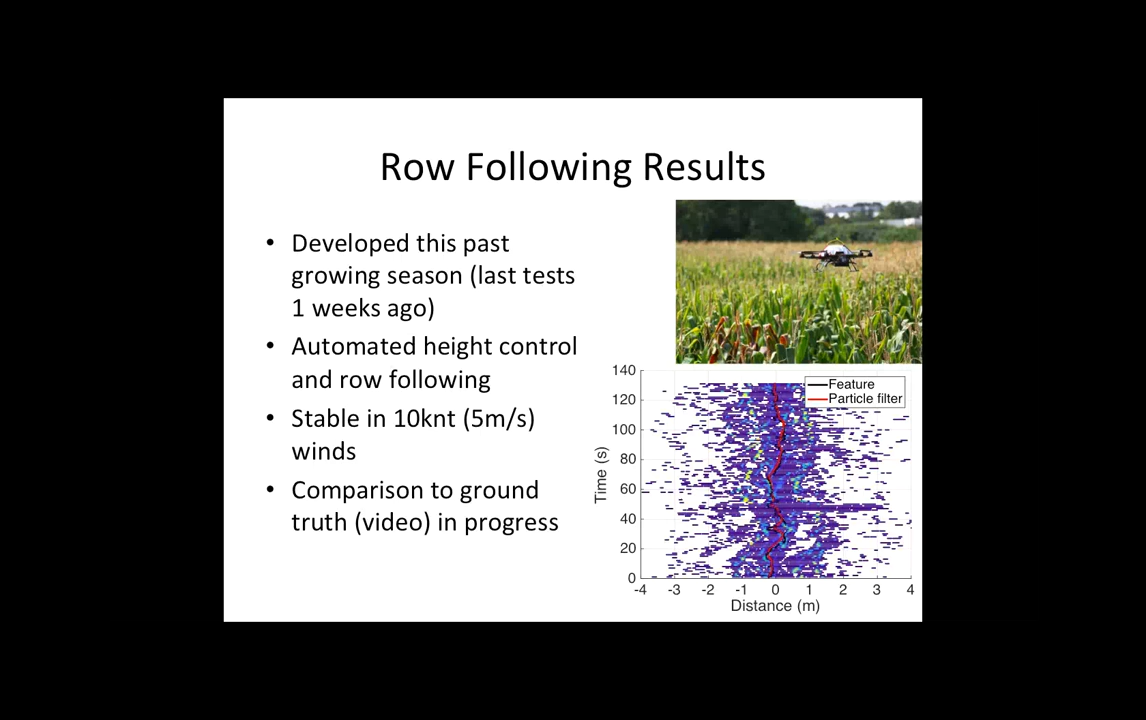 Row Following Results
• Developed this past
growing season (last tests
1 weeks ago)
• Automated height control
and row following
• Stable in 10knt (5m/s)
winds
• Comparison to ground
truth (video) in progress
140
120
100
80
60
40
20
0
Time (s)
Feature
Particle filter
-4 -3 -2 -1 0 1 2 3 4
Distance (m)